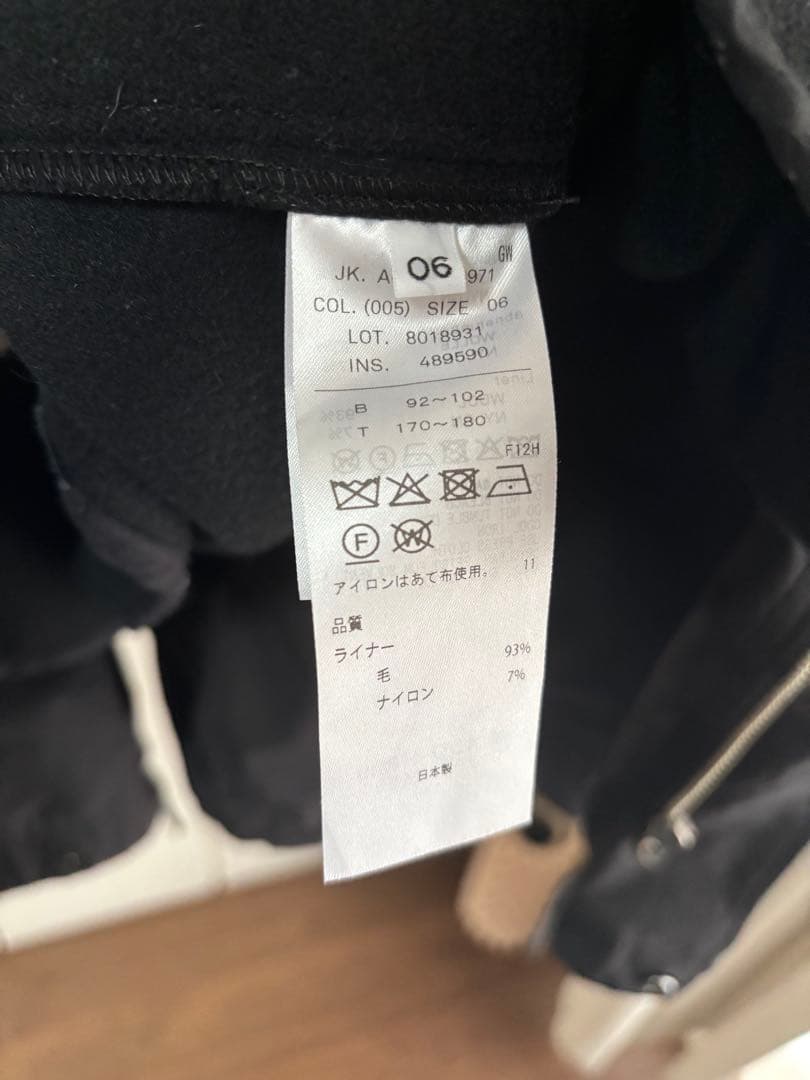 GW
JK. A 06 971
COL. (005) SIZE 06
LOT. 8018931
INS. 489590
B 92～102
T 170～180
F12H
F W
アイロンはあて布使用。 11
品質
ライナー
毛 93%
ナイロン 7%
日本製